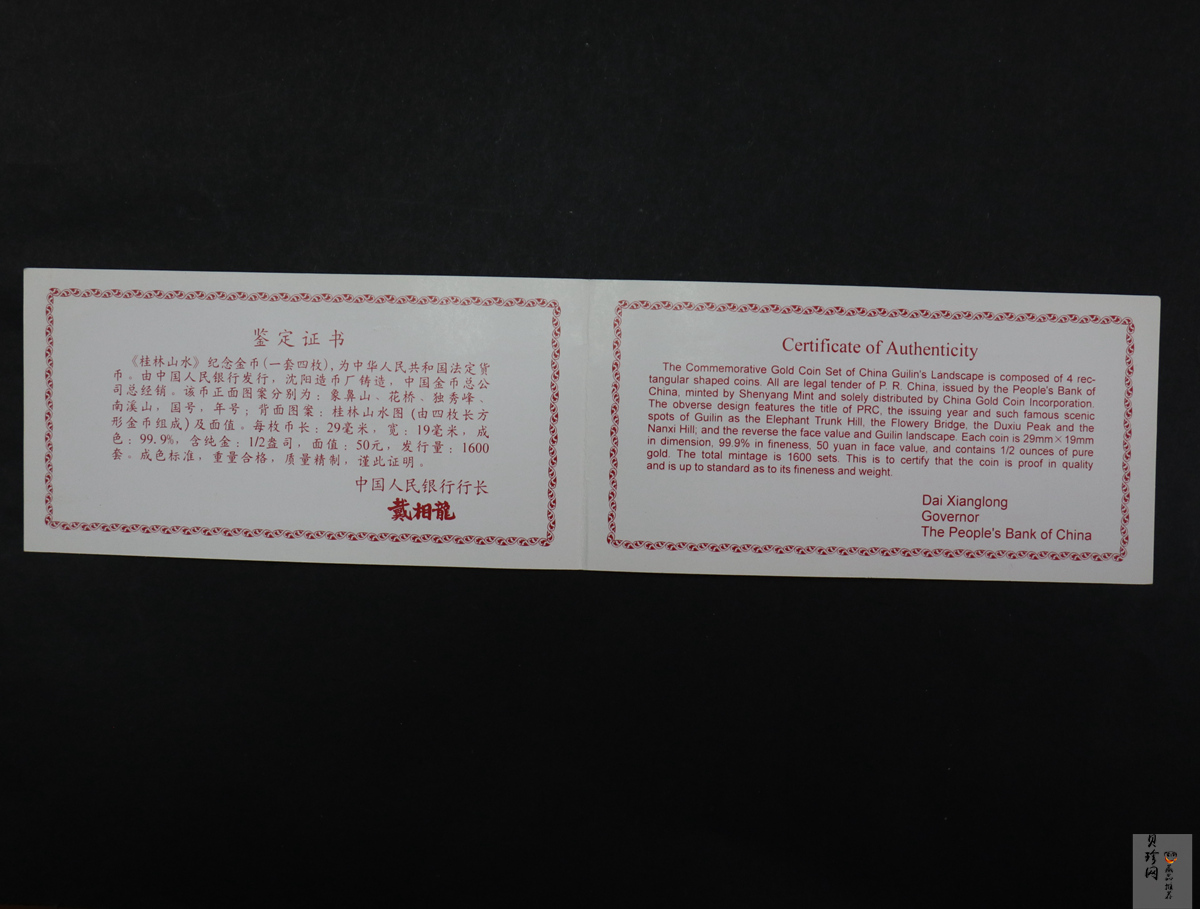 鉴定证书
《桂林山水》纪念金币(一套四枚),为中华人民共和国法定货
币。由中国人民银行发行,沈阳造币厂铸造,中国金币总公
司总经销。该币正面图案分别为:象鼻山、花桥、独秀峰、
南溪山,国号,年号;背面图案:桂林山水图(由四枚长方
形金币组成)及面值。每枚币长:29毫米,宽:19毫米,成
色:99.9%,含纯金:1/2盎司,面值:50元,发行量:1600
套。成色标准,重量合格,质量精制,谨此证明。
中国人民银行行长
戴相龍
Certificate of Authenticity
The Commemorative Gold Coin Set of China Guilin's Landscape is composed of 4 rec-
tangular shaped coins. All are legal tender of P. R. China, issued by the People's Bank of
China, minted by Shenyang Mint and solely distributed by China Gold Coin Incorporation.
The obverse design features the title of PRC, the issuing year and such famous scenic
spots of Guilin as the Elephant Trunk Hill, the Flowery Bridge, the Duxiu Peak and the
Nanxi Hill; and the reverse the face value and Guilin landscape. Each coin is 29mm×19mm
in dimension, 99.9% in fineness, 50 yuan in face value, and contains 1/2 ounces of pure
gold. The total mintage is 1600 sets. This is to certify that the coin is proof in quality
and is up to standard as to its fineness and weight.
Dai Xianglong
Governor
The People's Bank of China
贝珍网
藏品推荐